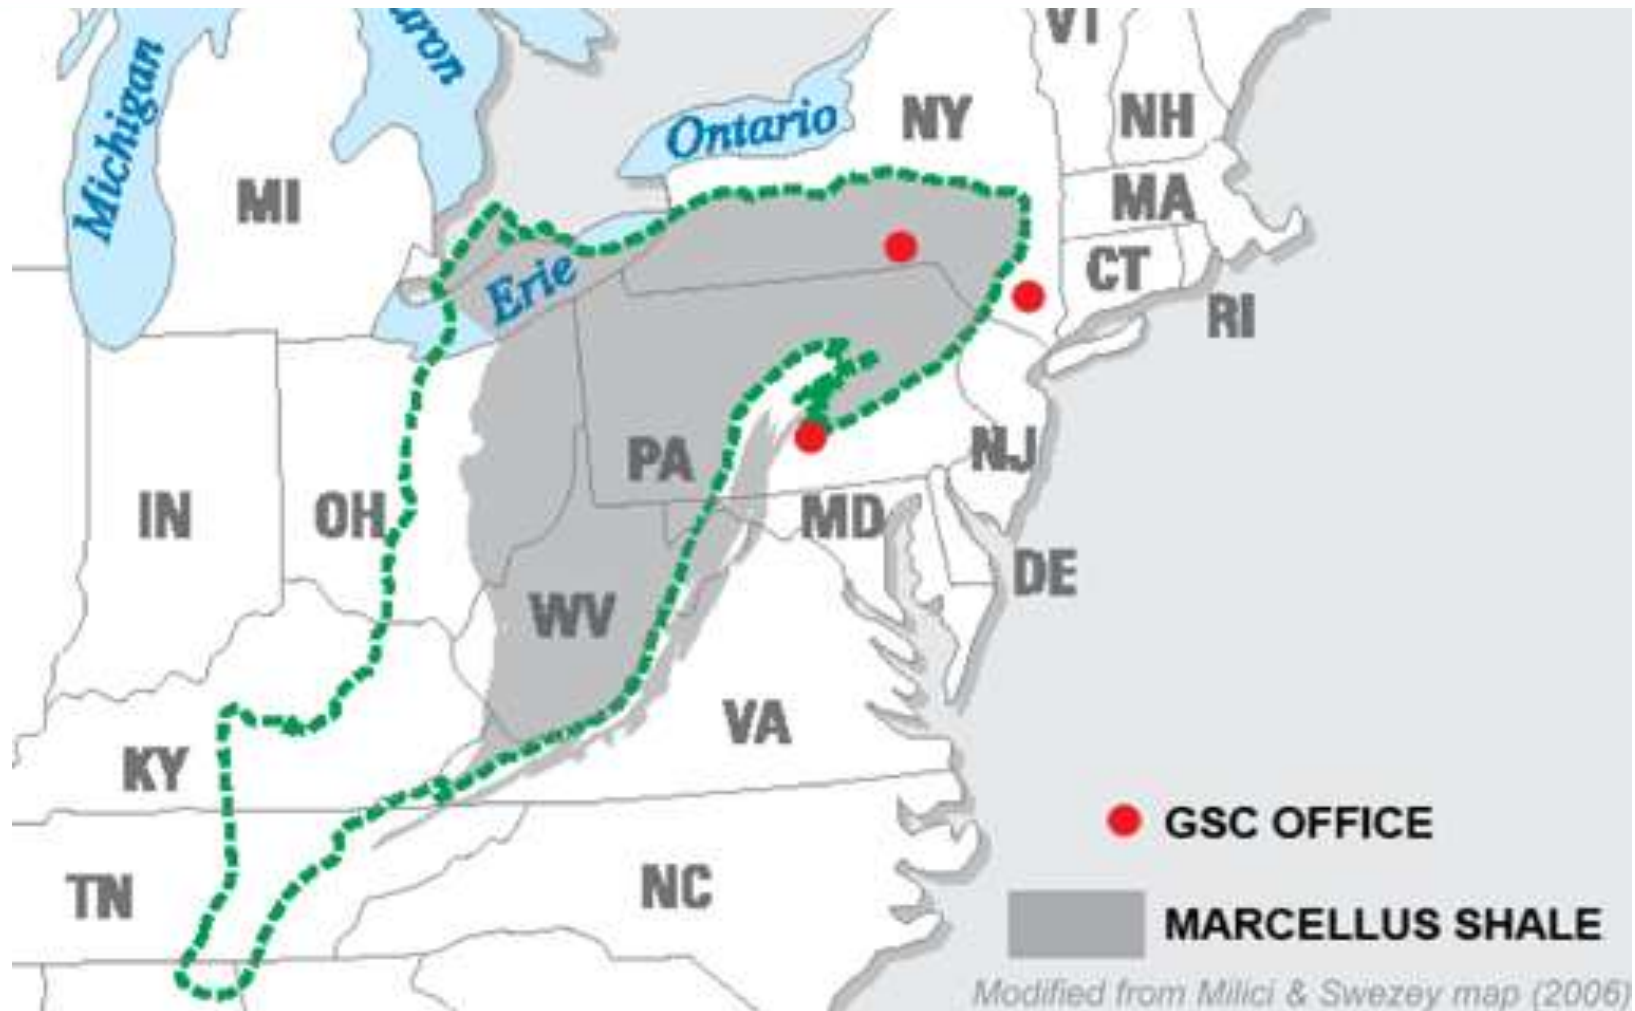 VT
uron
Michigan
Ontario
NY
NH
MI
MA
Erie
CT
RI
PA
NJ
IN
OH
MD
DE
WV
VA
KY
GSC OFFICE
TN
NC
MARCELLUS SHALE
Modified from Milici & Swezey map (2006)